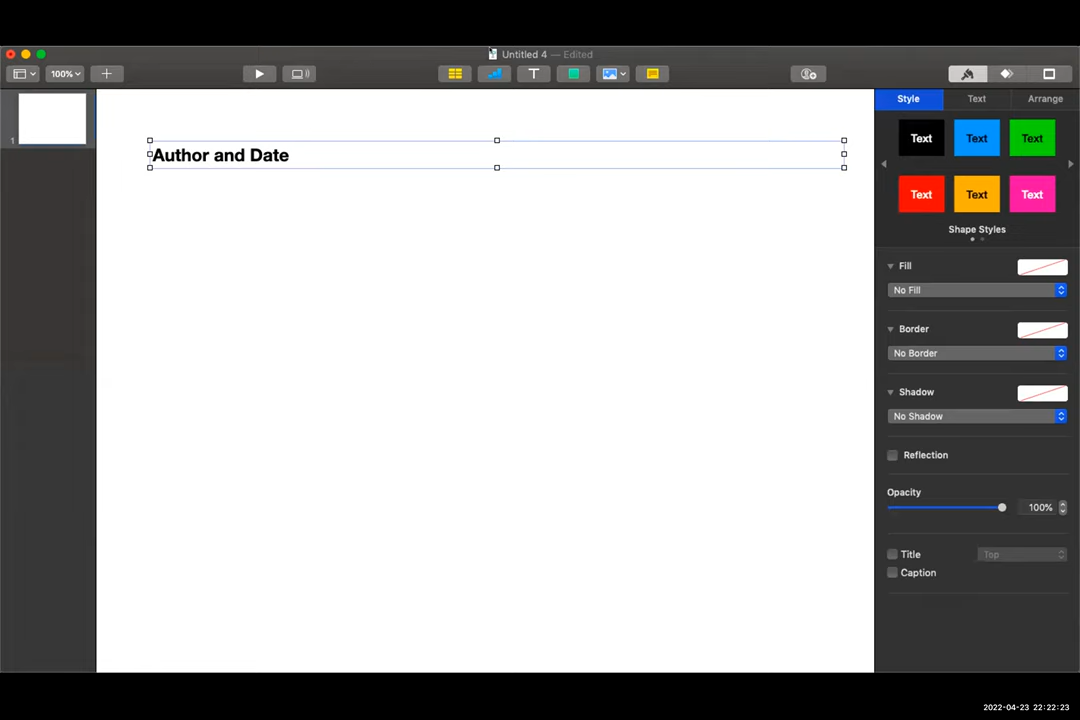 Untitled 4 — Edited
100%
Style Text Arrange
1
Author and Date
Text Text Text
Text Text Text
Shape Styles
Fill
No Fill
Border
No Border
Shadow
No Shadow
Reflection
Opacity
100%
Title Top
Caption
2022-04-23 22:22:23